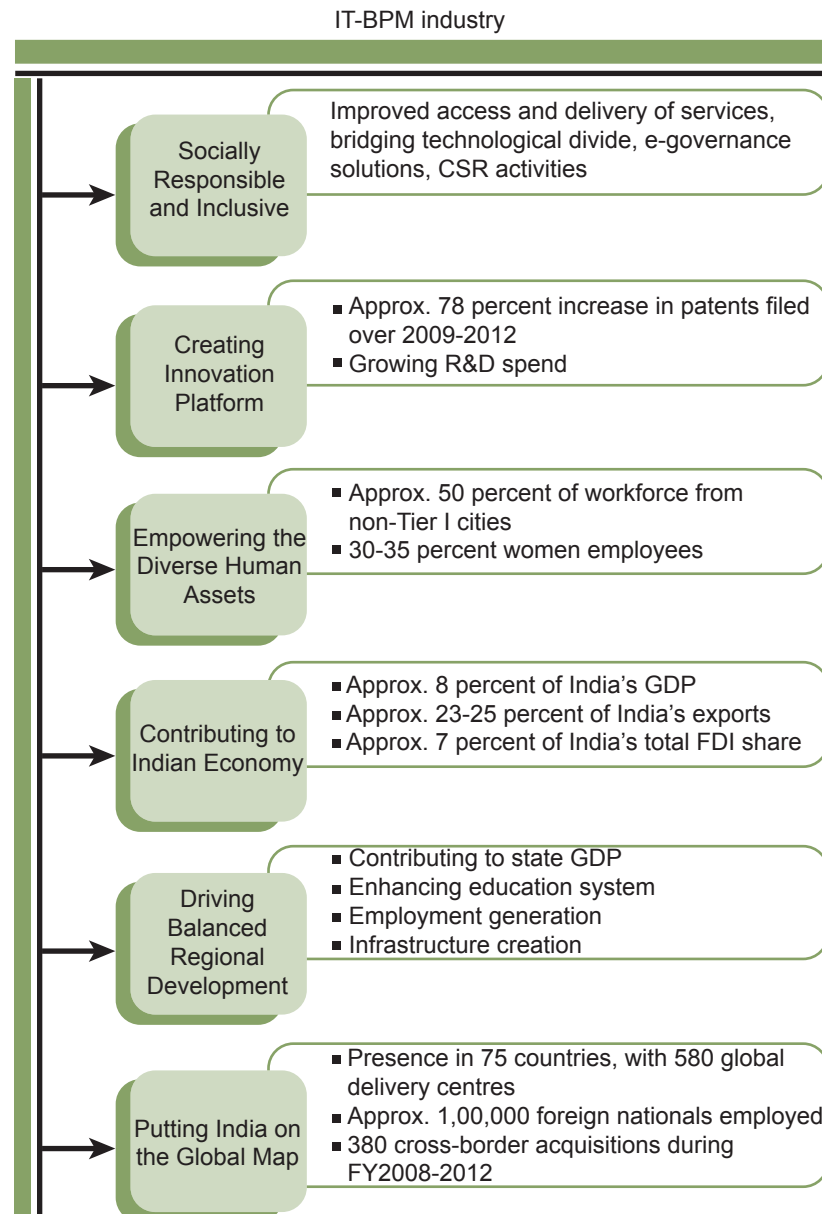 IT-BPM industry
Socially
Responsible
and Inclusive
Improved access and delivery of services,
bridging technological divide, e-governance
solutions, CSR activities
Creating
Innovation
Platform
▪ Approx. 78 percent increase in patents filed
over 2009-2012
▪ Growing R&D spend
Empowering the
Diverse Human
Assets
▪ Approx. 50 percent of workforce from
non-Tier I cities
▪ 30-35 percent women employees
Contributing to
Indian Economy
▪ Approx. 8 percent of India’s GDP
▪ Approx. 23-25 percent of India’s exports
▪ Approx. 7 percent of India’s total FDI share
Driving
Balanced
Regional
Development
▪ Contributing to state GDP
▪ Enhancing education system
▪ Employment generation
▪ Infrastructure creation
Putting India on
the Global Map
▪ Presence in 75 countries, with 580 global
delivery centres
▪ Approx. 1,00,000 foreign nationals employed
▪ 380 cross-border acquisitions during
FY2008-2012